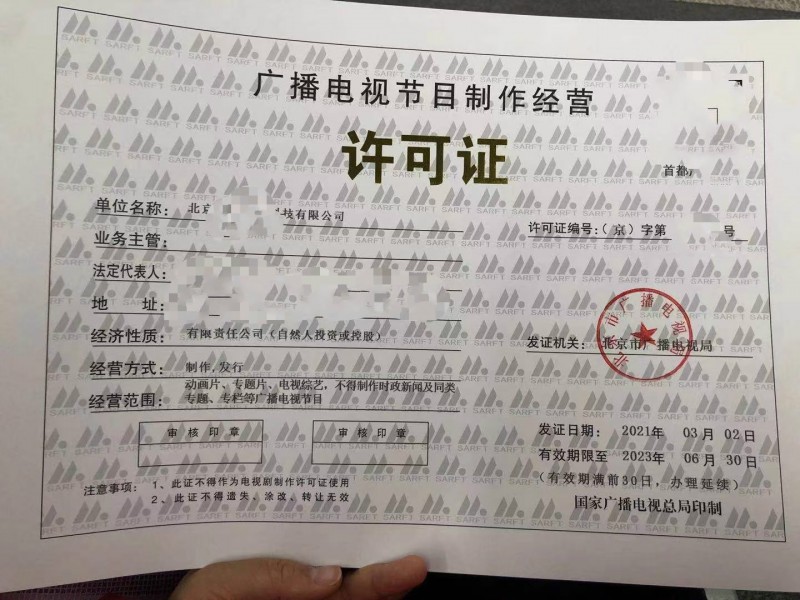 广播电视节目制作经营
许可证
首都
单位名称： 北京 技有限公司
许可证编号：（京）字第 号
业务主管：
法定代表人：
地 址：
经济性质： 有限责任公司（自然人投资或控股）
发证机关： 北京市广播电视局
北京市广播电视局
经营方式： 制作，发行
经营范围： 动画片、专题片、电视综艺，不得制作时政新闻及同类
专题、专栏等广播电视节目
审核印章
审核印章
发证日期： 2021年 03月 02日
有效期限至 2023年 06月 30日
（有效期满前30日，办理延续）
注意事项： 1、此证不得作为电视剧制作许可证使用
2、此证不得遗失、涂改、转让无效
国家广播电视总局印制
SARFT